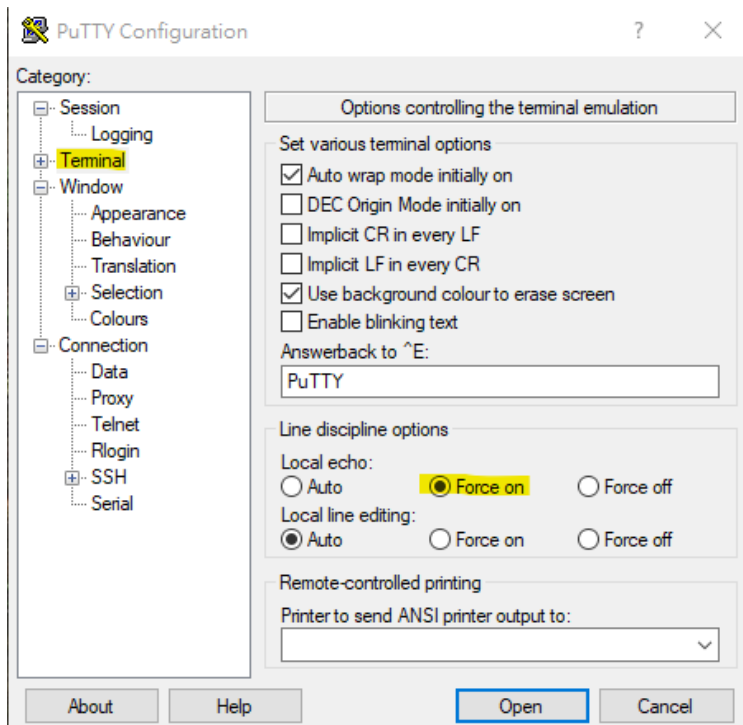 PuTTY Configuration
?
Category:
Session
Logging
Terminal
Window
Appearance
Behaviour
Translation
Selection
Colours
Connection
Data
Proxy
Telnet
Rlogin
SSH
Serial
Options controlling the terminal emulation
Set various terminal options
Auto wrap mode initially on
DEC Origin Mode initially on
Implicit CR in every LF
Implicit LF in every CR
Use background colour to erase screen
Enable blinking text
Answerback to ^E:
PuTTY
Line discipline options
Local echo:
Auto Force on Force off
Local line editing:
Auto Force on Force off
Remote-controlled printing
Printer to send ANSI printer output to:
About Help Open Cancel